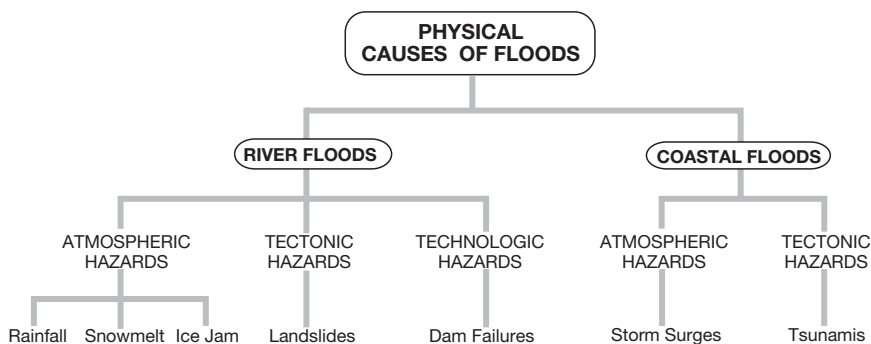 PHYSICAL
CAUSES OF FLOODS
RIVER FLOODS
COASTAL FLOODS
ATMOSPHERIC
HAZARDS
TECTONIC
HAZARDS
TECHNOLOGIC
HAZARDS
ATMOSPHERIC
HAZARDS
TECTONIC
HAZARDS
Rainfall
Snowmelt
Ice Jam
Landslides
Dam Failures
Storm Surges
Tsunamis